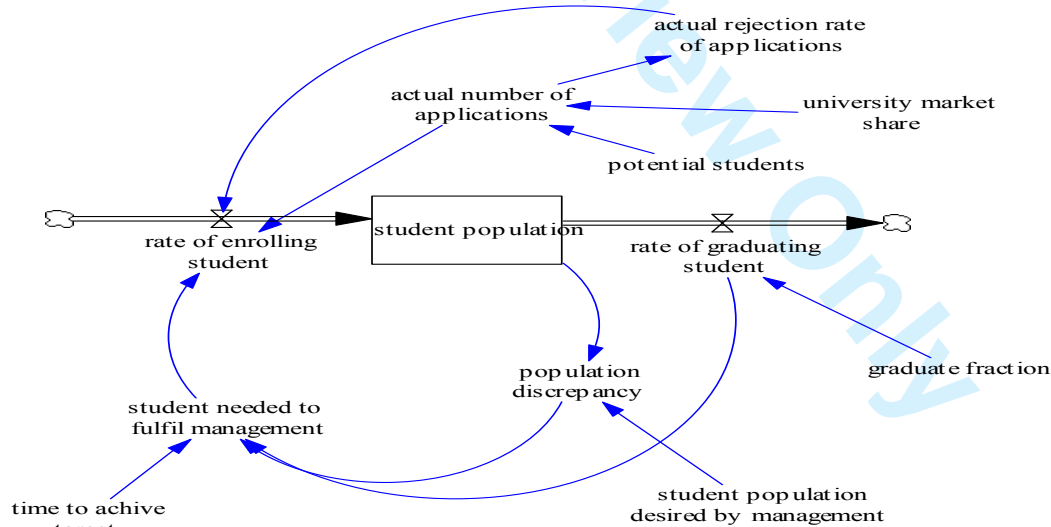 actual rejection rate
of applications
actual number of
applications
university market
share
potential students
rate of enrolling
student
student population
rate of graduating
student
graduate fraction
population
discrepancy
student needed to
fulfil management
time to achive
student population
desired by management
iew Only